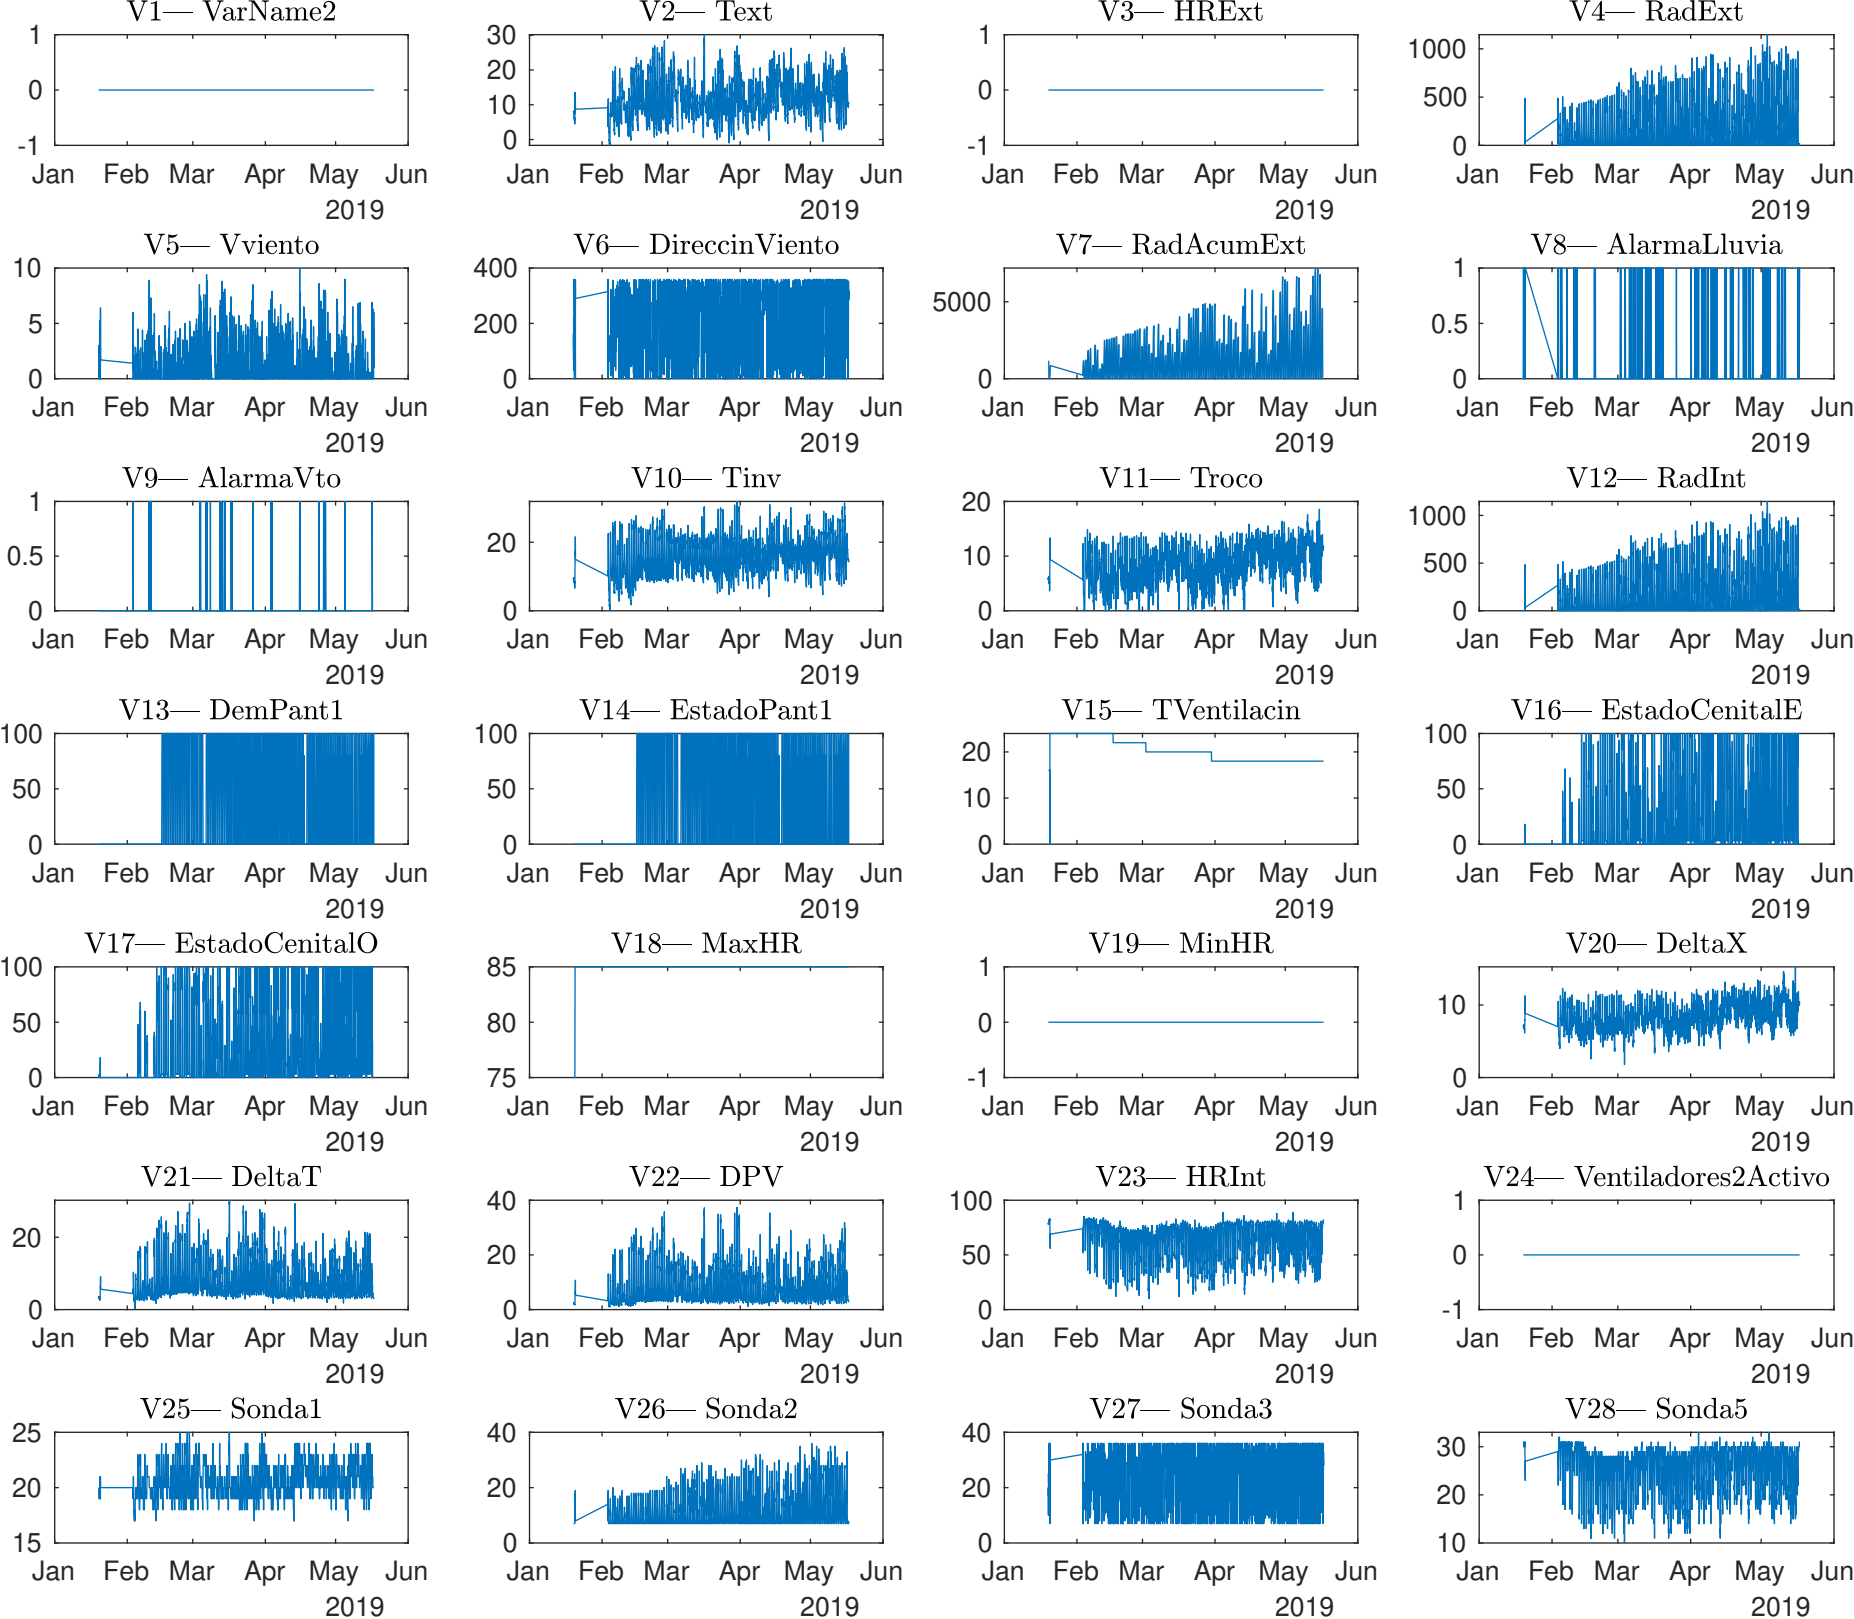 V1— VarName2
1
0
-1
Jan Feb Mar Apr May Jun
2019
V2— Text
30
20
10
0
Jan Feb Mar Apr May Jun
2019
V3— HRExt
1
0
-1
Jan Feb Mar Apr May Jun
2019
V4— RadExt
1000
500
0
Jan Feb Mar Apr May Jun
2019
V5— Vviento
10
5
0
Jan Feb Mar Apr May Jun
2019
V6— DireccinViento
400
200
0
Jan Feb Mar Apr May Jun
2019
V7— RadAcumExt
5000
0
Jan Feb Mar Apr May Jun
2019
V8— AlarmaLluvia
1
0.5
0
Jan Feb Mar Apr May Jun
2019
V9— AlarmaVto
1
0.5
0
Jan Feb Mar Apr May Jun
2019
V10— Tinv
20
0
Jan Feb Mar Apr May Jun
2019
V11— Troco
20
10
0
Jan Feb Mar Apr May Jun
2019
V12— RadInt
1000
500
0
Jan Feb Mar Apr May Jun
2019
V13— DemPant1
100
50
0
Jan Feb Mar Apr May Jun
2019
V14— EstadoPant1
100
50
0
Jan Feb Mar Apr May Jun
2019
V15— TVentilacin
20
10
0
Jan Feb Mar Apr May Jun
2019
V16— EstadoCenitalE
100
50
0
Jan Feb Mar Apr May Jun
2019
V17— EstadoCenitalO
100
50
0
Jan Feb Mar Apr May Jun
2019
V18— MaxHR
85
80
75
Jan Feb Mar Apr May Jun
2019
V19— MinHR
1
0
-1
Jan Feb Mar Apr May Jun
2019
V20— DeltaX
10
0
Jan Feb Mar Apr May Jun
2019
V21— DeltaT
20
0
Jan Feb Mar Apr May Jun
2019
V22— DPV
40
20
0
Jan Feb Mar Apr May Jun
2019
V23— HRInt
100
50
0
Jan Feb Mar Apr May Jun
2019
V24— Ventiladores2Activo
1
0
-1
Jan Feb Mar Apr May Jun
2019
V25— Sonda1
25
20
15
Jan Feb Mar Apr May Jun
2019
V26— Sonda2
40
20
0
Jan Feb Mar Apr May Jun
2019
V27— Sonda3
40
20
0
Jan Feb Mar Apr May Jun
2019
V28— Sonda5
30
20
10
Jan Feb Mar Apr May Jun
2019